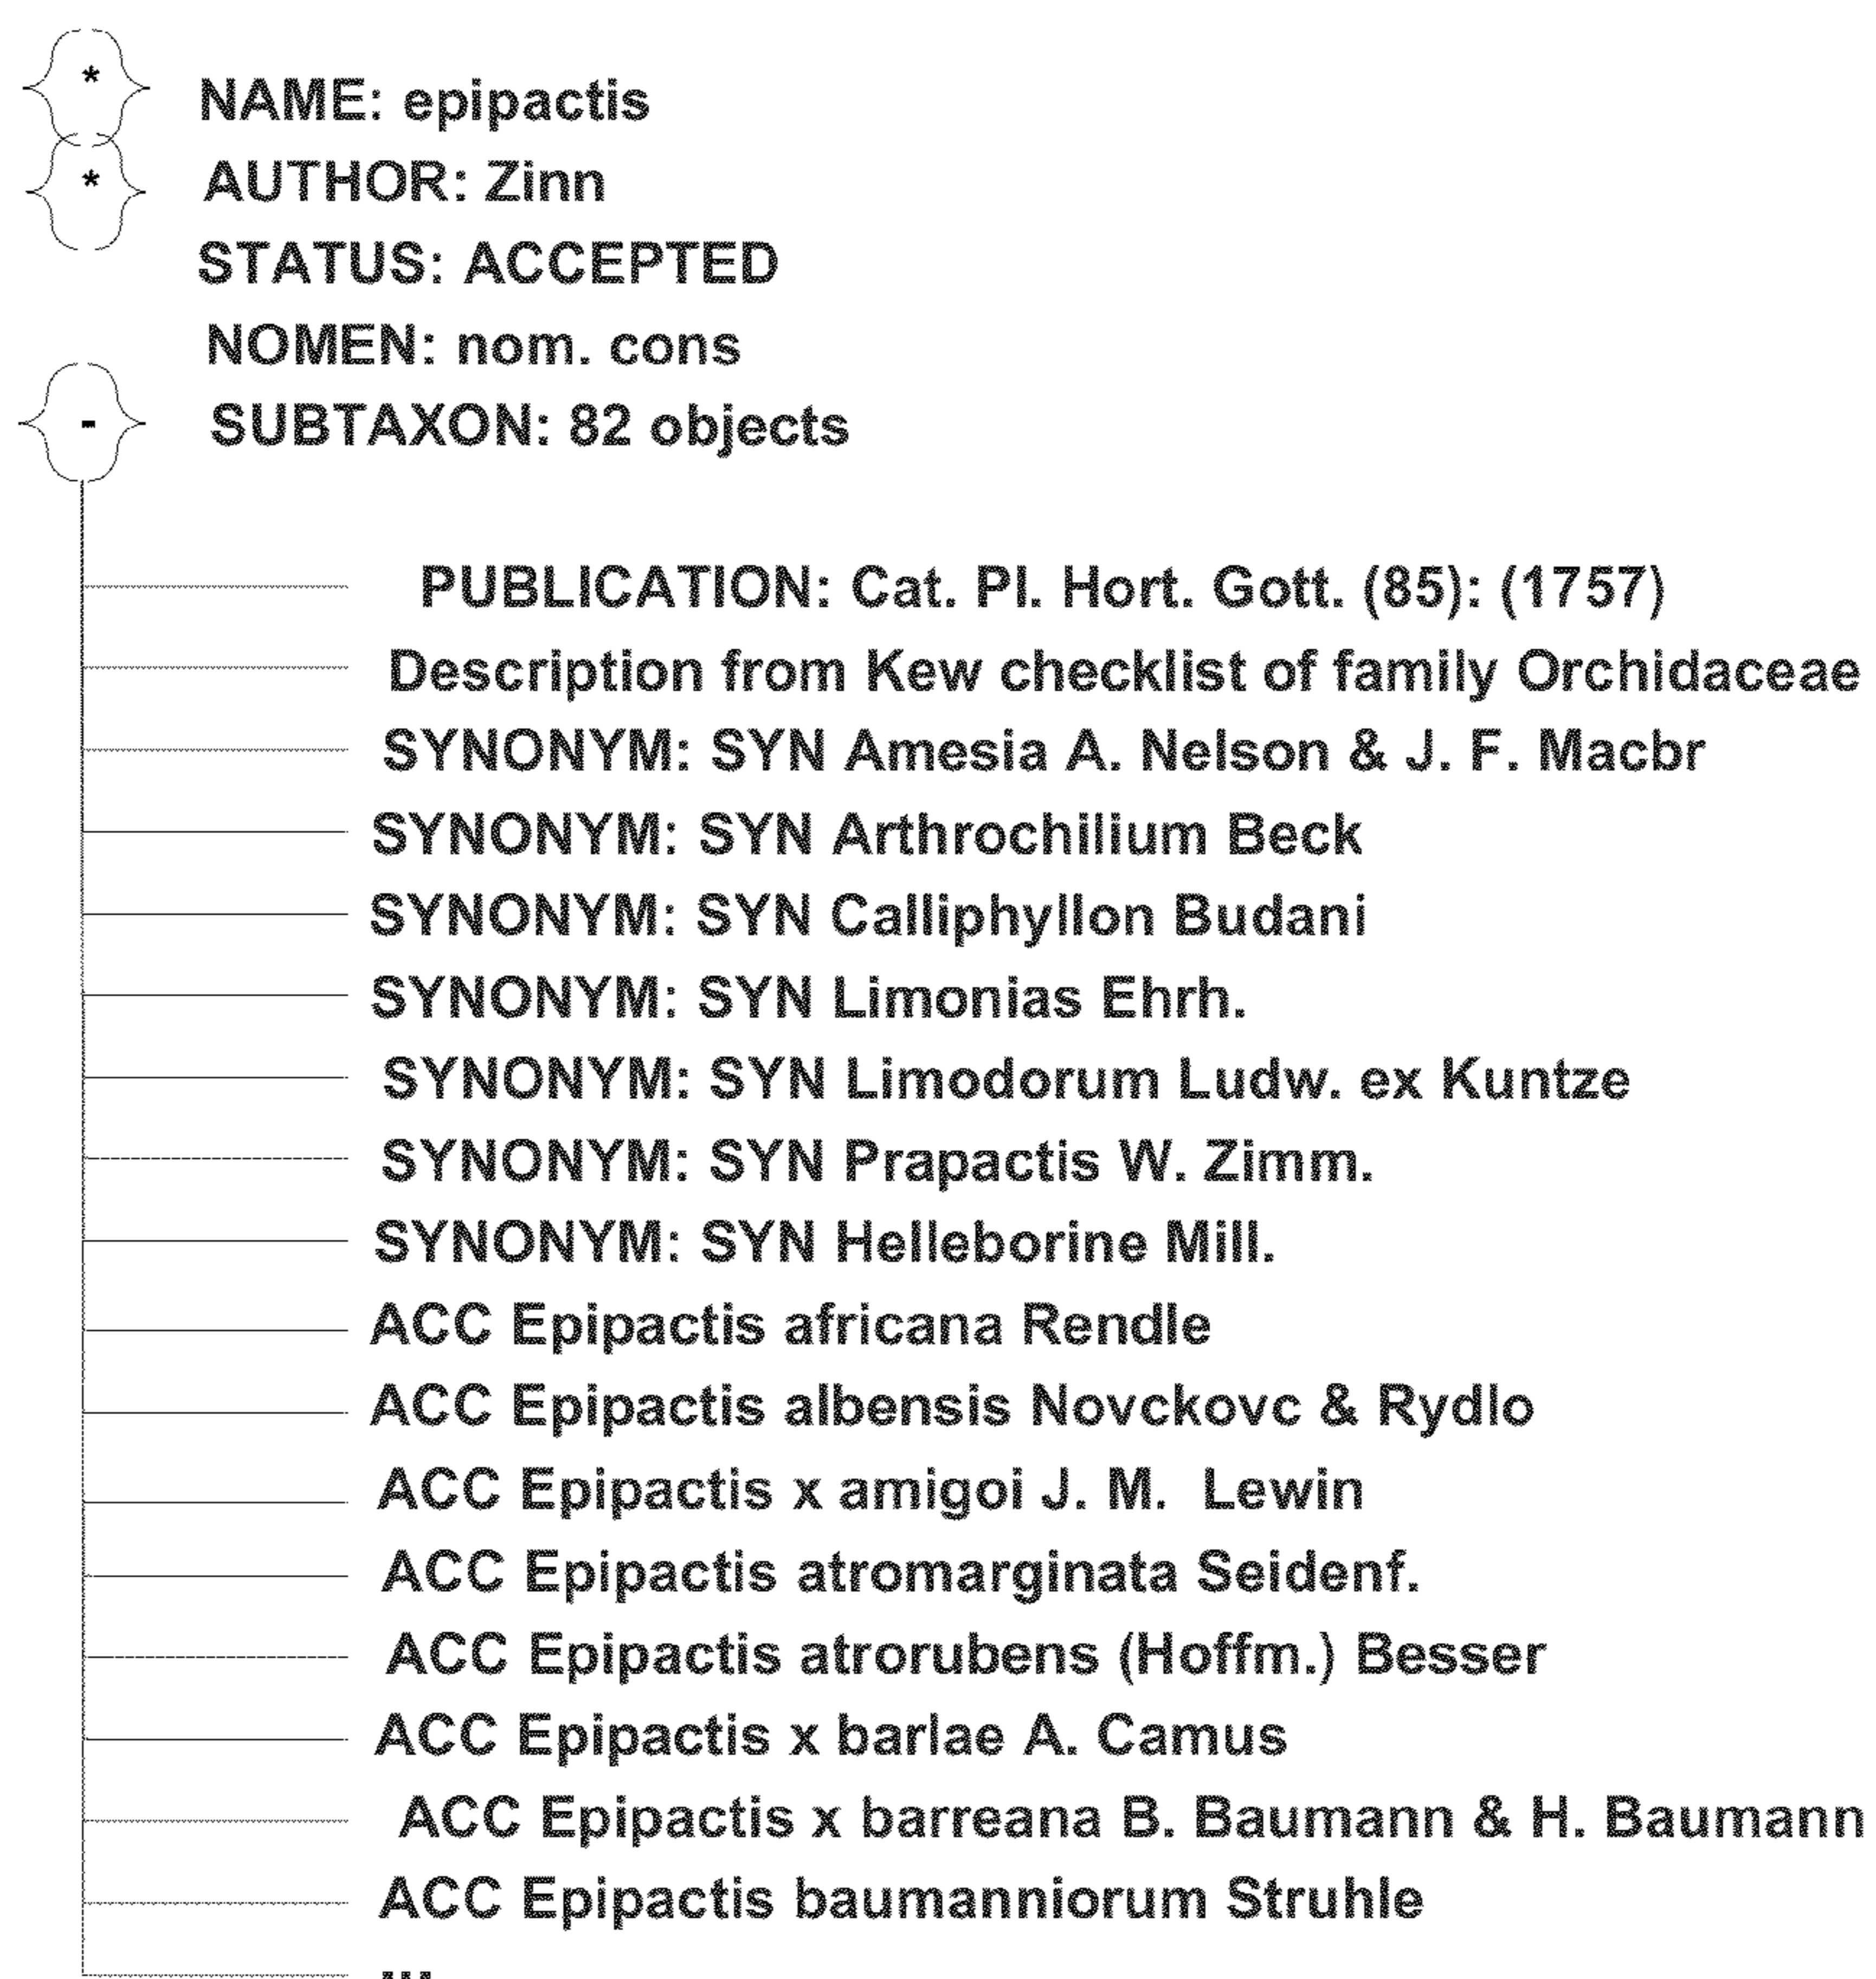 * NAME: epipactis
* AUTHOR: Zinn
STATUS: ACCEPTED
NOMEN: nom. cons
- SUBTAXON: 82 objects
PUBLICATION: Cat. Pl. Hort. Gott. (85): (1757)
Description from Kew checklist of family Orchidaceae
SYNONYM: SYN Amesia A. Nelson & J. F. Macbr
SYNONYM: SYN Arthrochilium Beck
SYNONYM: SYN Calliphyllon Budani
SYNONYM: SYN Limonias Ehrh.
SYNONYM: SYN Limodorum Ludw. ex Kuntze
SYNONYM: SYN Prapactis W. Zimm.
SYNONYM: SYN Helleborine Mill.
ACC Epipactis africana Rendle
ACC Epipactis albensis Novckovc & Rydlo
ACC Epipactis x amigoi J. M. Lewin
ACC Epipactis atromarginata Seidenf.
ACC Epipactis atrorubens (Hoffm.) Besser
ACC Epipactis x barlae A. Camus
ACC Epipactis x barreana B. Baumann & H. Baumann
ACC Epipactis baumanniorum Struhle
...